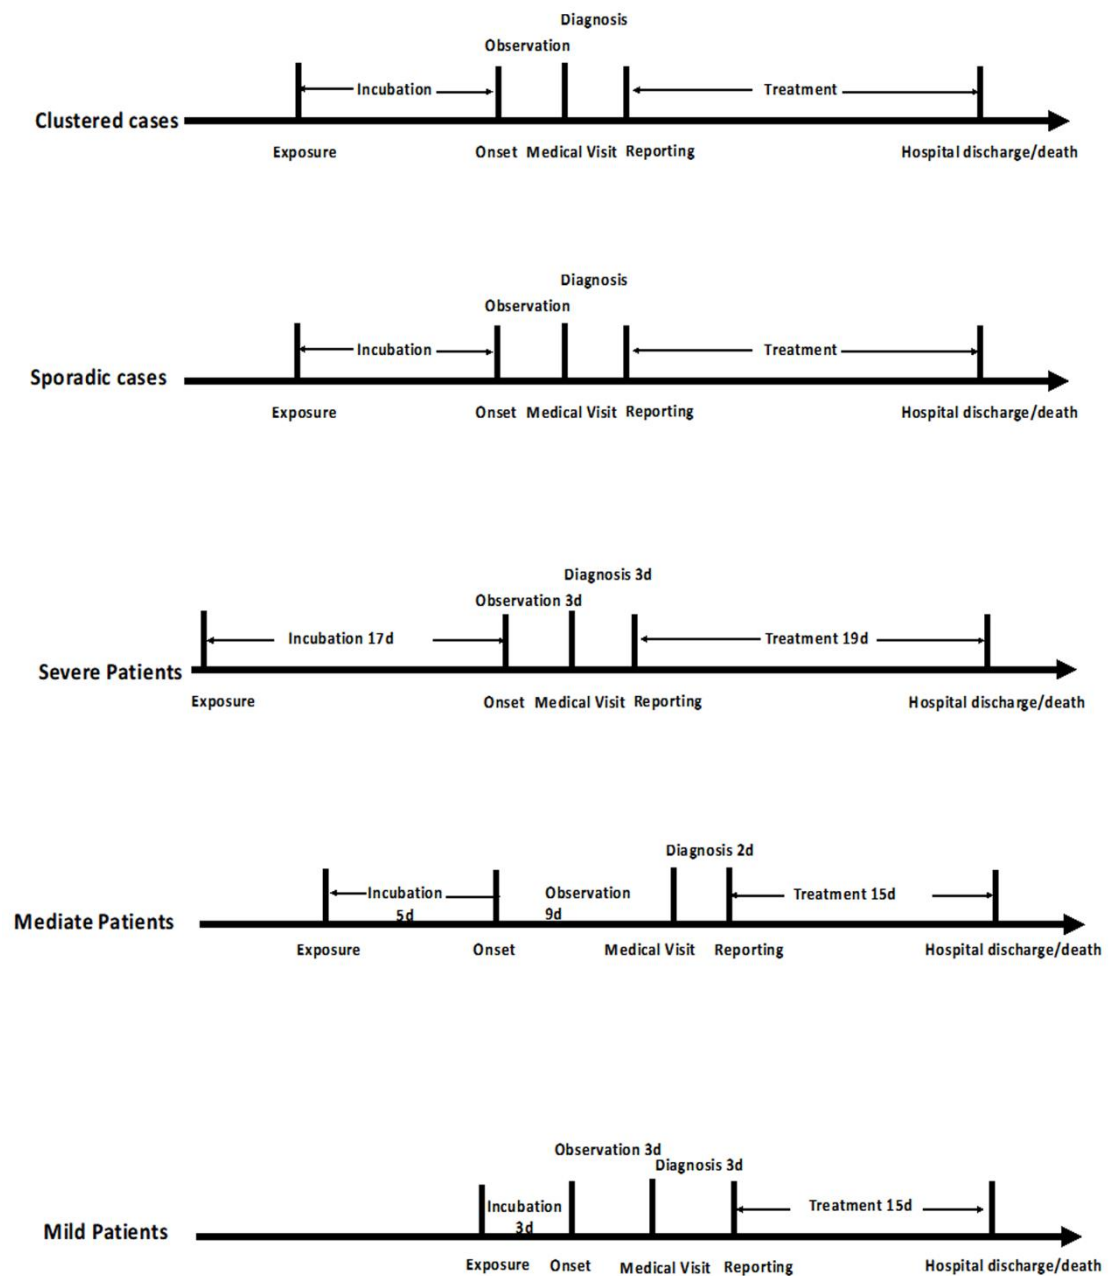 Diagnosis
Observation
Incubation
Treatment
Clustered cases
Exposure
Onset Medical Visit Reporting
Hospital discharge/death
Diagnosis
Observation
Incubation
Treatment
Sporadic cases
Exposure
Onset Medical Visit Reporting
Hospital discharge/death
Diagnosis 3d
Observation 3d
Incubation 17d
Treatment 19d
Severe Patients
Exposure
Onset Medical Visit Reporting
Hospital discharge/death
Diagnosis 2d
Incubation
5d
Observation
9d
Treatment 15d
Mediate Patients
Exposure
Onset
Medical Visit
Reporting
Hospital discharge/death
Observation 3d
Diagnosis 3d
Incubation
3d
Treatment 15d
Mild Patients
Exposure
Onset
Medical Visit
Reporting
Hospital discharge/death